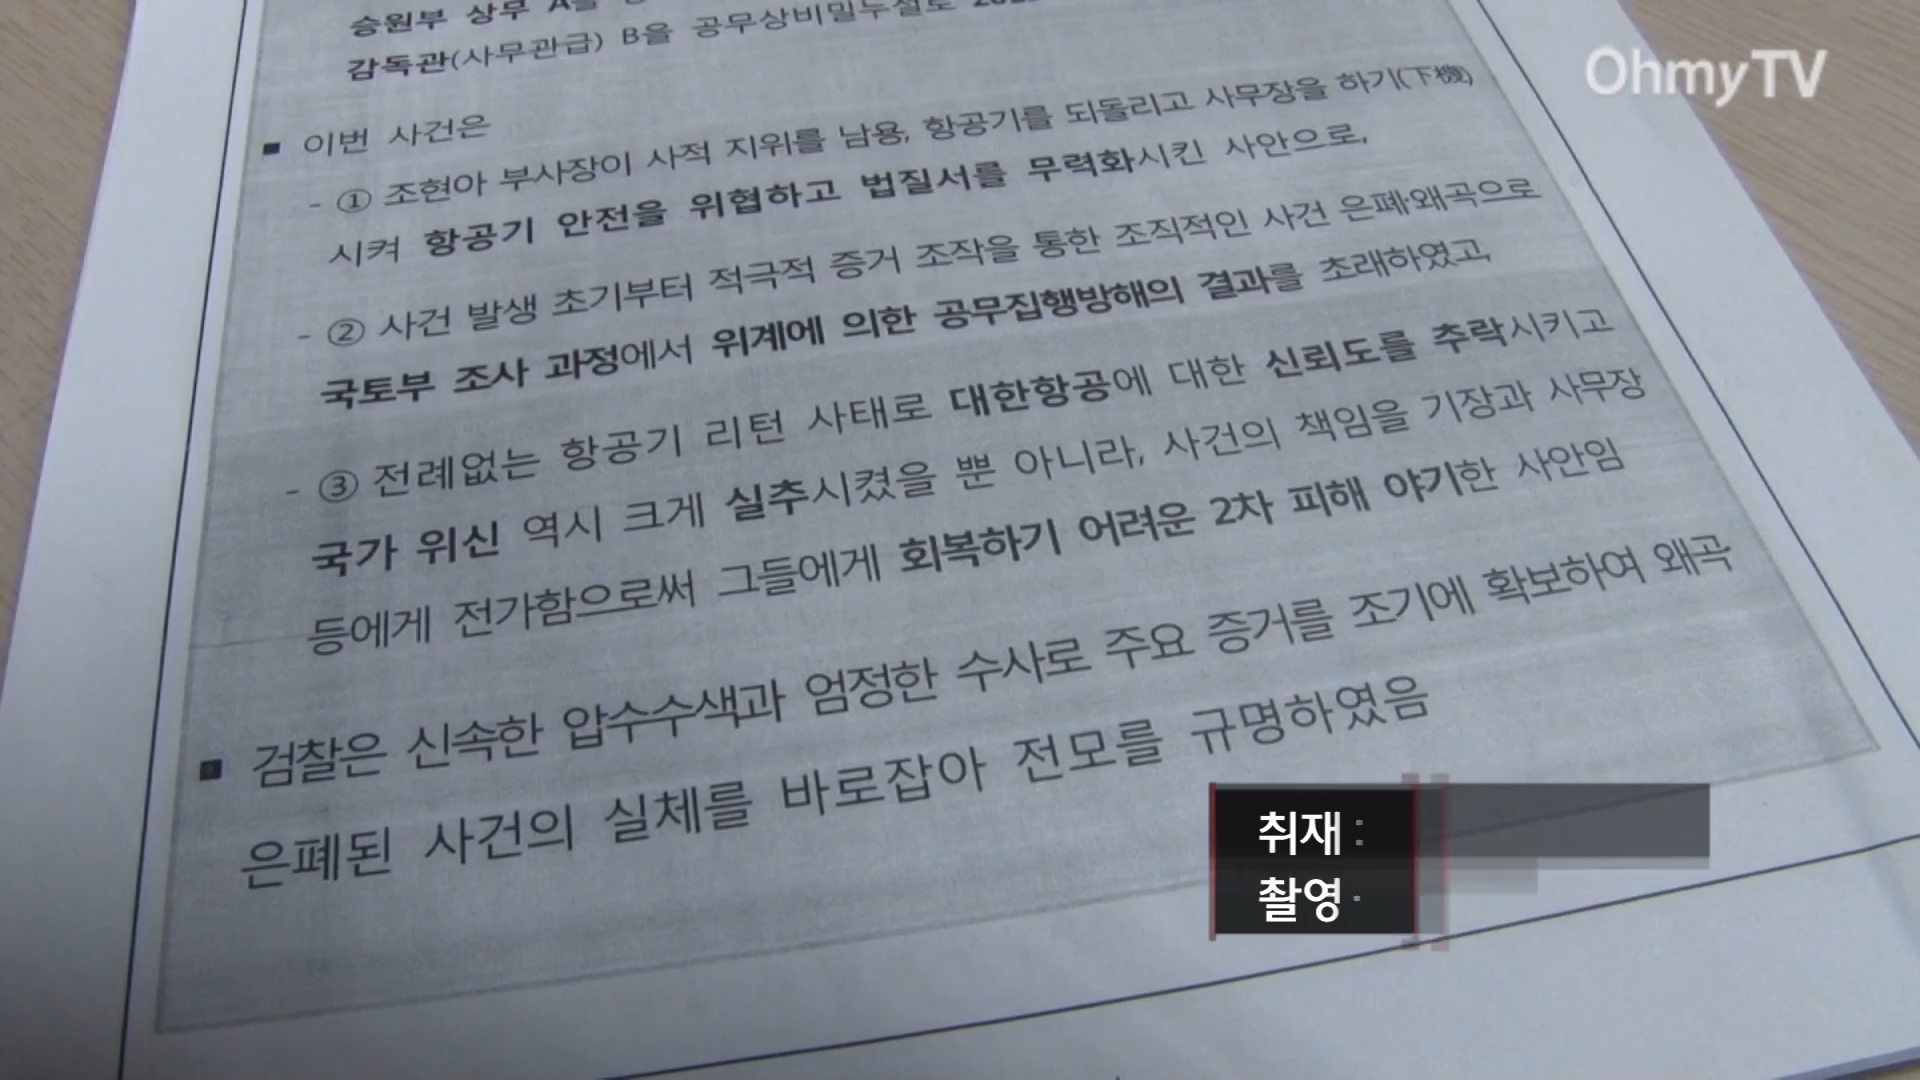 승원부 상무 A를
감독관(사무관급) B을 공무상비밀누설로
■ 이번 사건은
- ① 조현아 부사장이 사적 지위를 남용, 항공기를 되돌리고 사무장을 하기(下機)
시켜 항공기 안전을 위협하고 법질서를 무력화시킨 사안으로,
- ② 사건 발생 초기부터 적극적 증거 조작을 통한 조직적인 사건 은폐·왜곡으로
국토부 조사 과정에서 위계에 의한 공무집행방해의 결과를 초래하였고,
- ③ 전례없는 항공기 리턴 사태로 대한항공에 대한 신뢰도를 추락시키고
국가 위신 역시 크게 실추시켰을 뿐 아니라, 사건의 책임을 기장과 사무장
등에게 전가함으로써 그들에게 회복하기 어려운 2차 피해 야기한 사안임
■ 검찰은 신속한 압수수색과 엄정한 수사로 주요 증거를 조기에 확보하여 왜곡
은폐된 사건의 실체를 바로잡아 전모를 규명하였음
OhmyTV
취재 :
촬영